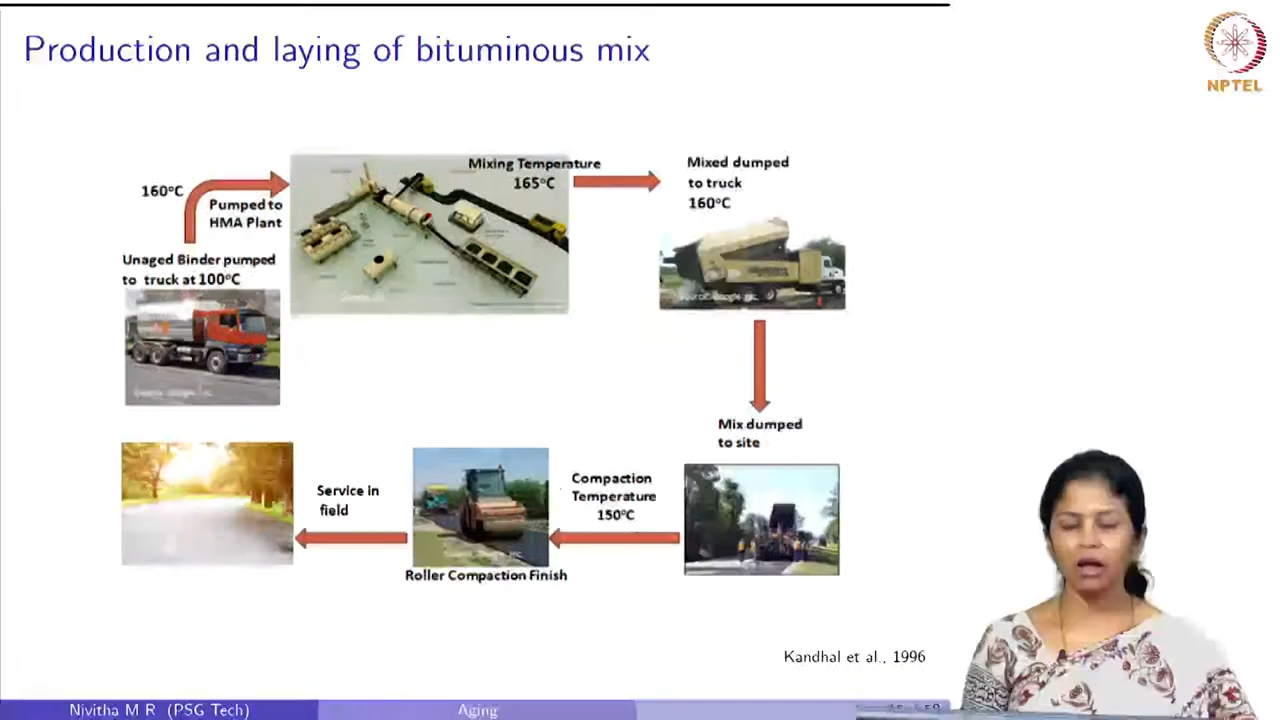 Production and laying of bituminous mix
NPTEL
160°C
Pumped to
HMA Plant
Unaged Binder pumped
to truck at 100°C
Mixing Temperature
165°C
Mixed dumped
to truck
160°C
Mix dumped
to site
Compaction
Temperature
150°C
Roller Compaction Finish
Service in
field
Kandhal et al., 1996
Nivitha M R (PSG Tech)
Aging